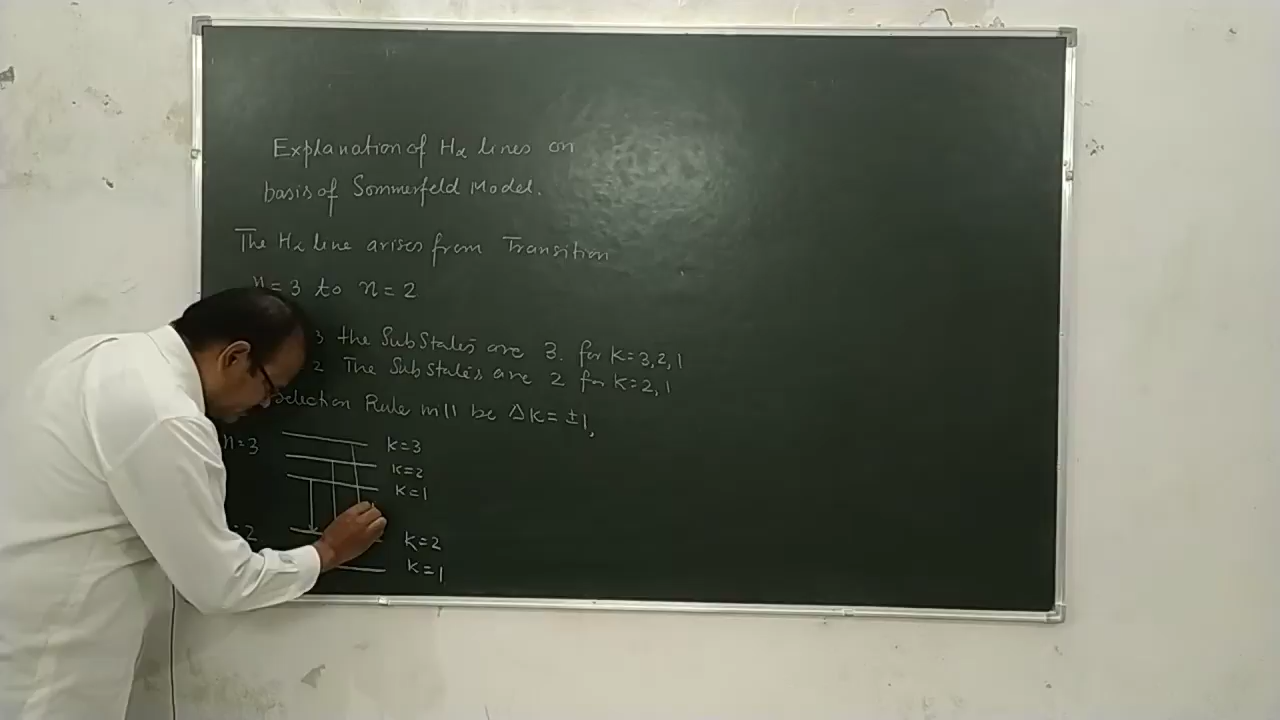 Explanation of Hα lines on
basis of Sommerfeld Model.
The Hα line arises from Transition
n=3 to n=2
3 the SubStates are 3. for K=3,2,1
2 The SubStates are 2 for K=2,1
Selection Rule will be ΔK=±1,
n=3 K=3
K=2
K=1
=2 K=2
K=1